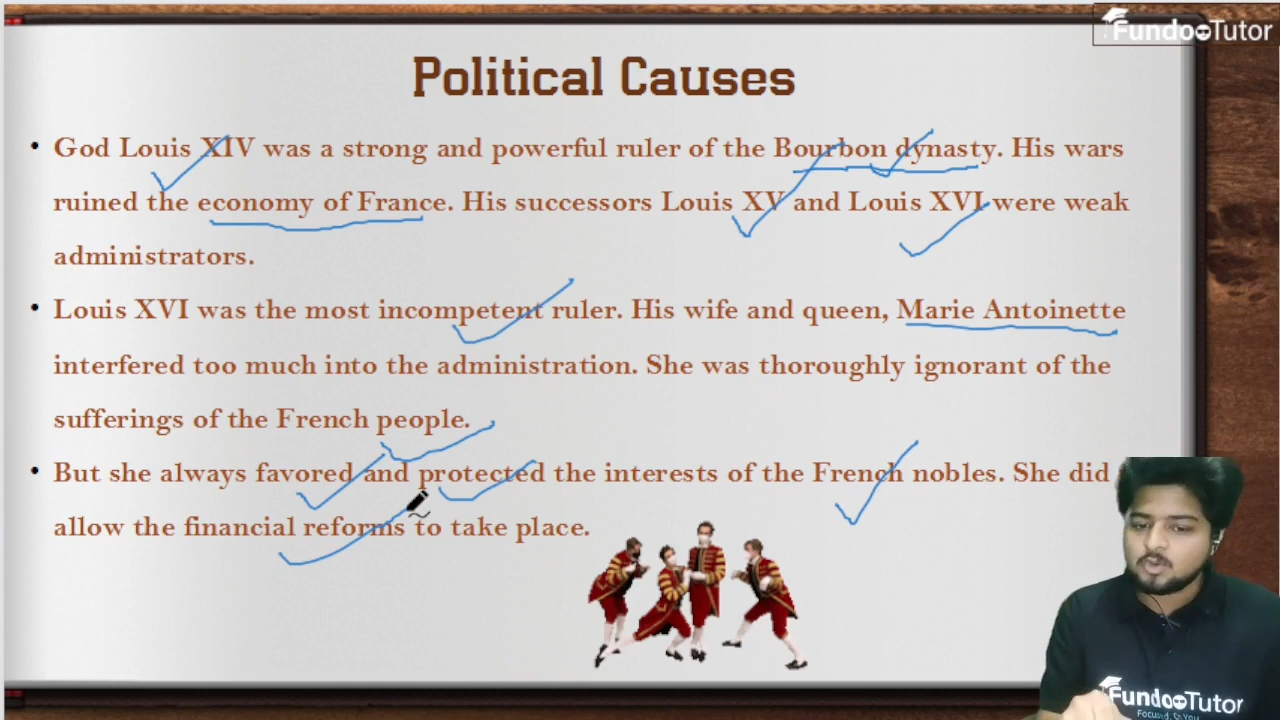 FundooTutor
Political Causes
• God Louis XIV was a strong and powerful ruler of the Bourbon dynasty. His wars
ruined the economy of France. His successors Louis XV and Louis XVI were weak
administrators.
• Louis XVI was the most incompetent ruler. His wife and queen, Marie Antoinette
interfered too much into the administration. She was thoroughly ignorant of the
sufferings of the French people.
• But she always favored and protected the interests of the French nobles. She did
allow the financial reforms to take place.
FundooTutor